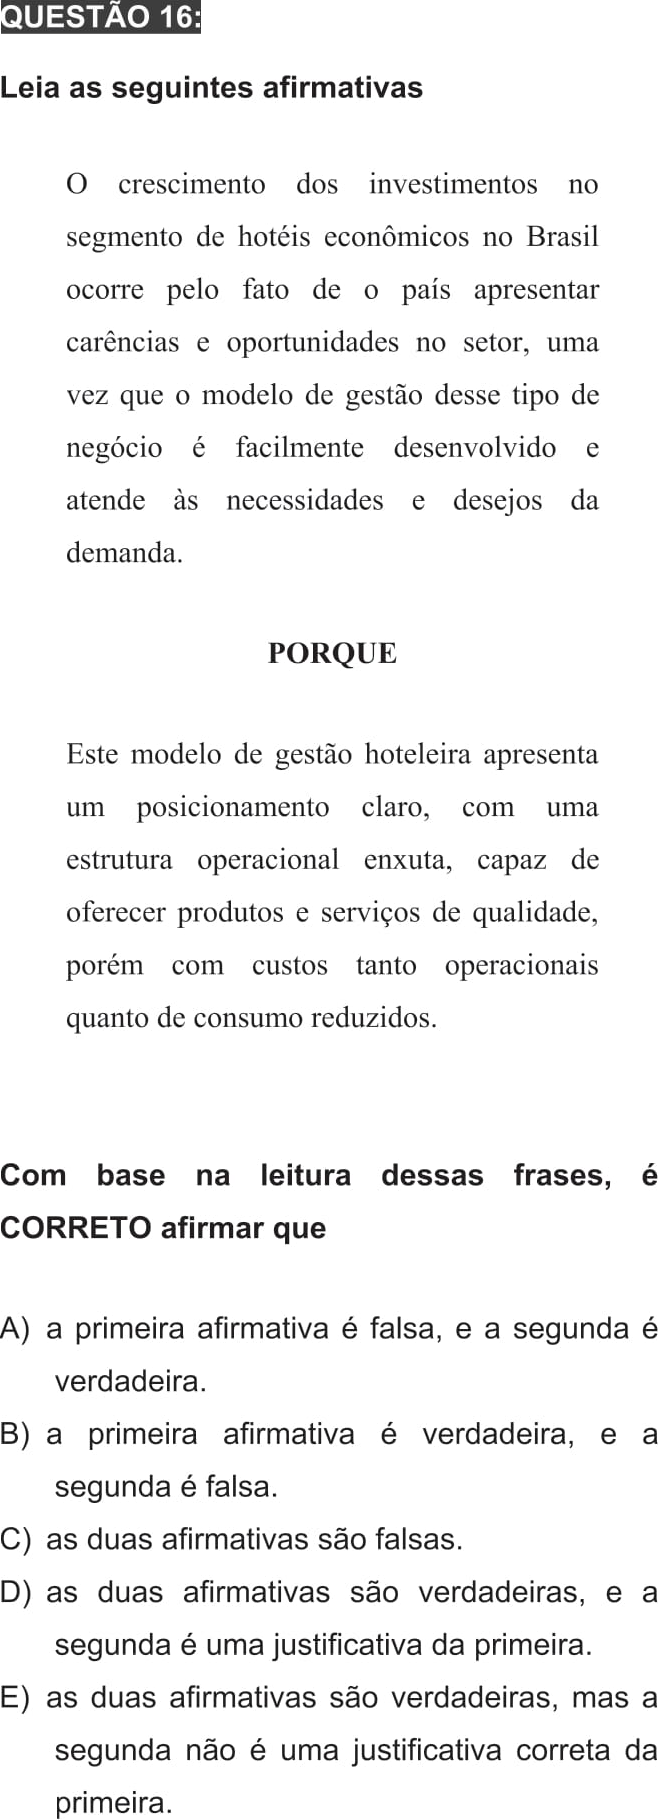 QUESTÃO 16:
Leia as seguintes afirmativas
O crescimento dos investimentos no
segmento de hotéis econômicos no Brasil
ocorre pelo fato de o país apresentar
carências e oportunidades no setor, uma
vez que o modelo de gestão desse tipo de
negócio é facilmente desenvolvido e
atende às necessidades e desejos da
demanda.
PORQUE
Este modelo de gestão hoteleira apresenta
um posicionamento claro, com uma
estrutura operacional enxuta, capaz de
oferecer produtos e serviços de qualidade,
porém com custos tanto operacionais
quanto de consumo reduzidos.
Com base na leitura dessas frases, é
CORRETO afirmar que
A) a primeira afirmativa é falsa, e a segunda é
verdadeira.
B) a primeira afirmativa é verdadeira, e a
segunda é falsa.
C) as duas afirmativas são falsas.
D) as duas afirmativas são verdadeiras, e a
segunda é uma justificativa da primeira.
E) as duas afirmativas são verdadeiras, mas a
segunda não é uma justificativa correta da
primeira.